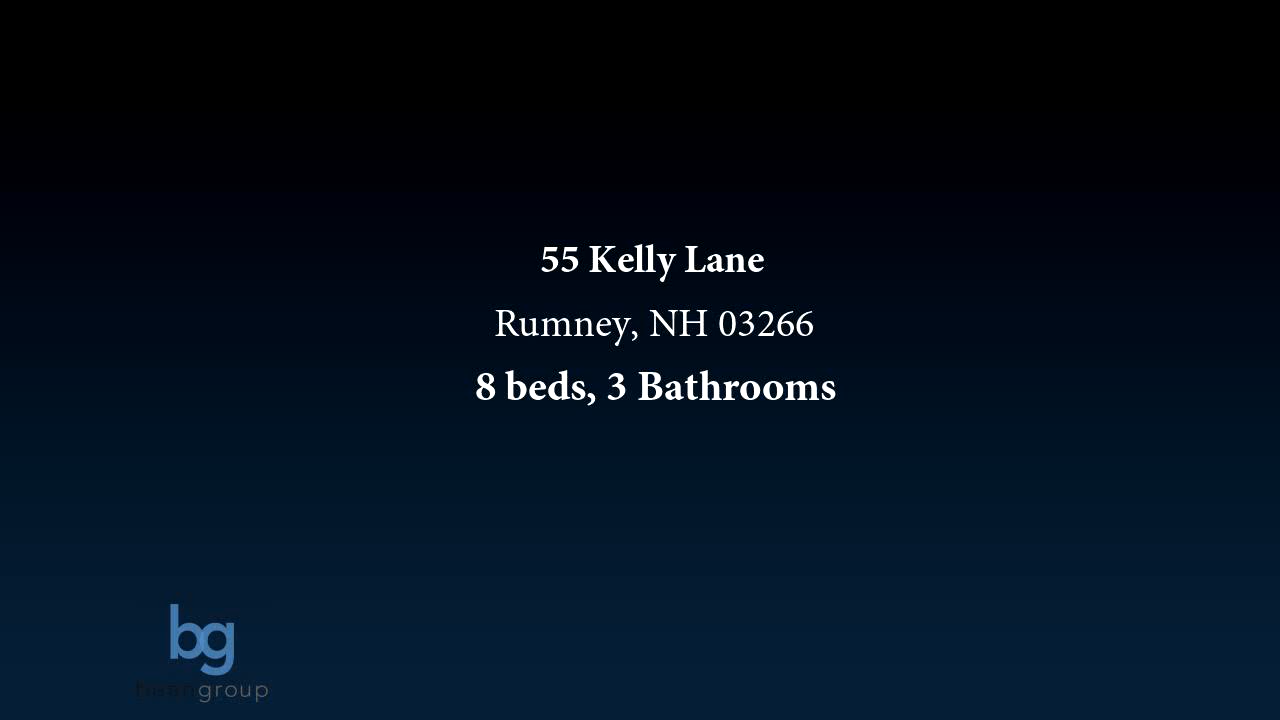 55 Kelly Lane
Rumney, NH 03266
8 beds, 3 Bathrooms
bg
group